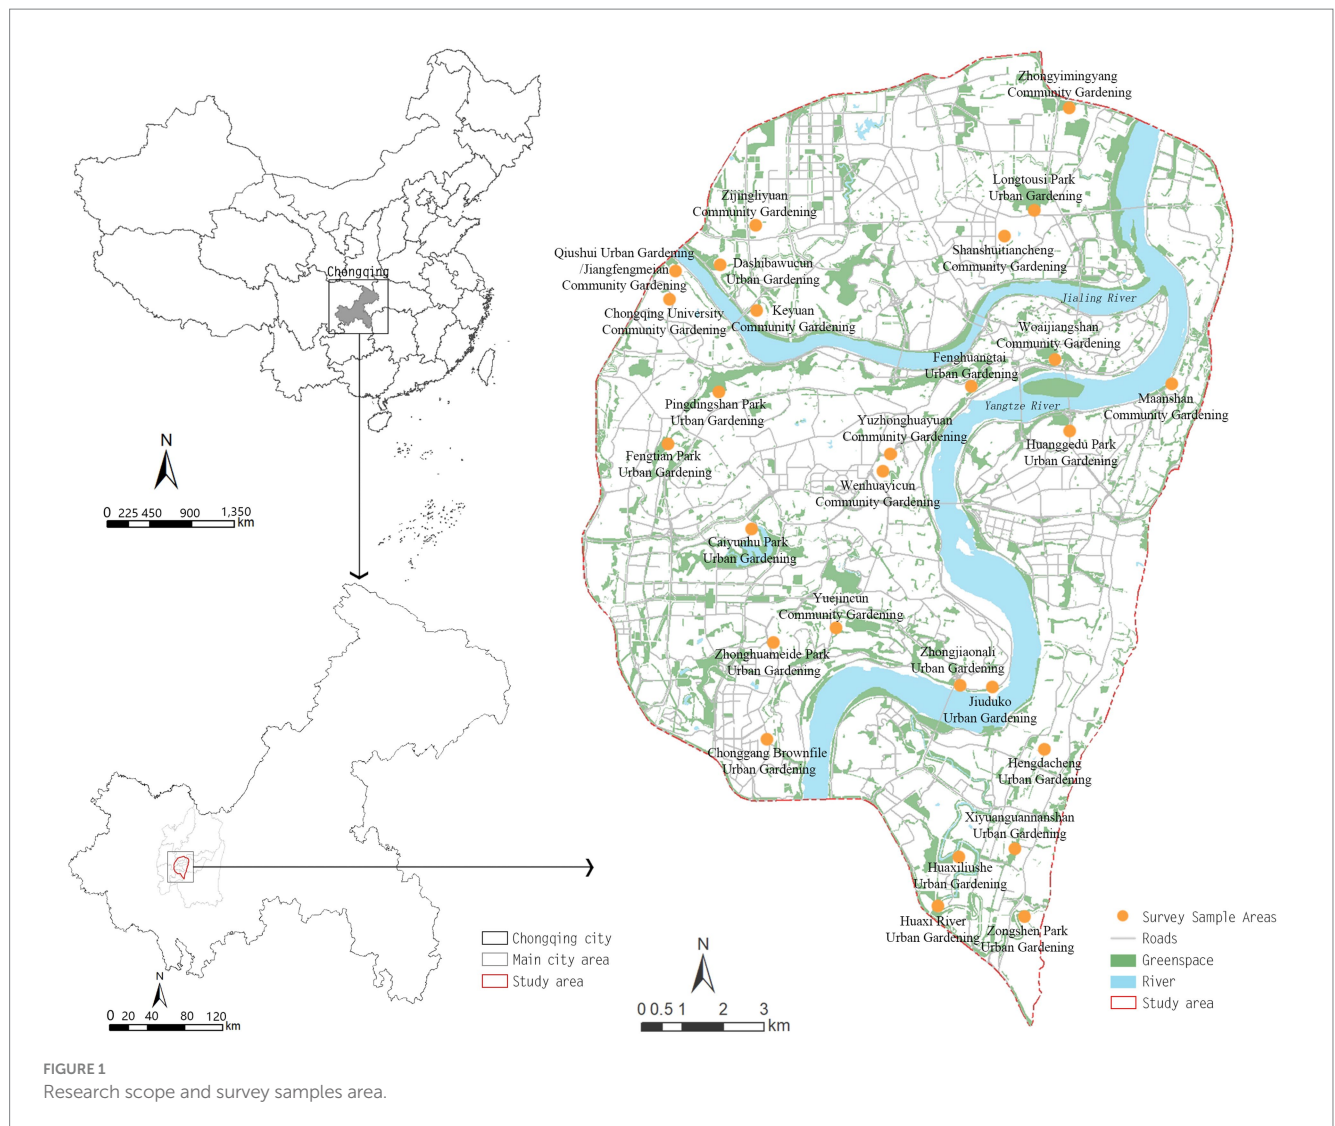 Chongqing
N
0 225 450 900 1,350
km
N
0 20 40 80 120
km
Chongqing city
Main city area
Study area
Zhongyimingyang
Community Gardening
Longtousi Park
Urban Gardening
Zijingliyuan
Community Gardening
Shanshuitiancheng
Community Gardening
Qiushui Urban Gardening
/Jiangfengmeian
Community Gardening
Dashibawucun
Urban Gardening
Chongqing University
Community Gardening
Keyuan
Community Gardening
Jialing River
Woaijiangshan
Community Gardening
Fenghuangtai
Urban Gardening
Yangtze River
Maanshan
Community Gardening
Pingdingshan Park
Urban Gardening
Yuzhonghuayuan
Community Gardening
Huanggedu Park
Urban Gardening
Fengtian Park
Urban Gardening
Wenhuayicun
Community Gardening
Caiyunhu Park
Urban Gardening
Yuejincun
Community Gardening
Zhonghuameide Park
Urban Gardening
Zhongjiaonali
Urban Gardening
Jiuduko
Urban Gardening
Chonggang Brownfile
Urban Gardening
Hengdacheng
Urban Gardening
Xiyuanguannanshan
Urban Gardening
Huaxiliushe
Urban Gardening
Huaxi River
Urban Gardening
Zongshen Park
Urban Gardening
N
0 0.5 1 2 3
km
Survey Sample Areas
Roads
Greenspace
River
Study area
FIGURE 1
Research scope and survey samples area.